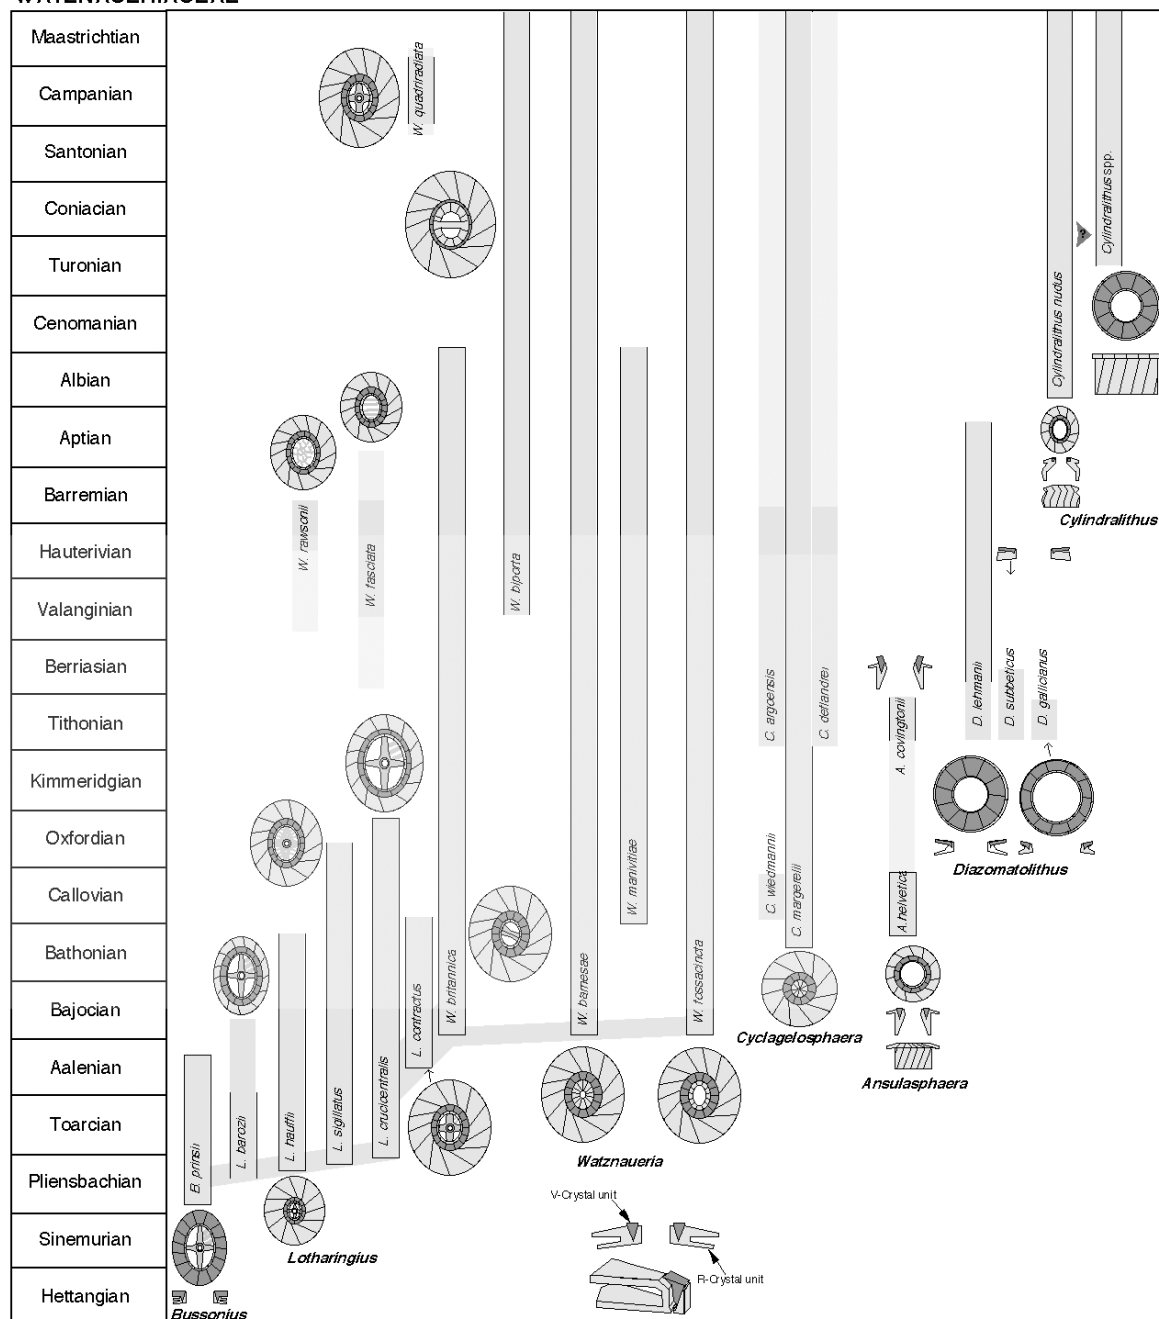 Maastrichtian
Campanian
Santonian
Coniacian
Turonian
Cenomanian
Albian
Aptian
Barremian
Hauterivian
Valanginian
Berriasian
Tithonian
Kimmeridgian
Oxfordian
Callovian
Bathonian
Bajocian
Aalenian
Toarcian
Pliensbachian
Sinemurian
Hettangian
B. prinsii
L. barozii
L. hauffii
L. sigillatus
L. crucicentralis
L. contractus
W. rawsonii
W. fasciata
W. quadriradiata
W. britannica
W. biporta
W. barnesae
W. manivitiae
W. fossacincta
C. argoensis
C. wiedmannii
C. margerelii
C. deflandrei
A. covingtonii
A. helvetica
D. lehmanii
D. subbeticus
D. gallicianus
Cylindralithus nudus
?
Cylindralithus spp.
Cylindralithus
Diazomatolithus
Cyclagelosphaera
Ansulasphaera
Watznaueria
Lotharingius
Bussonius
V-Crystal unit
R-Crystal unit